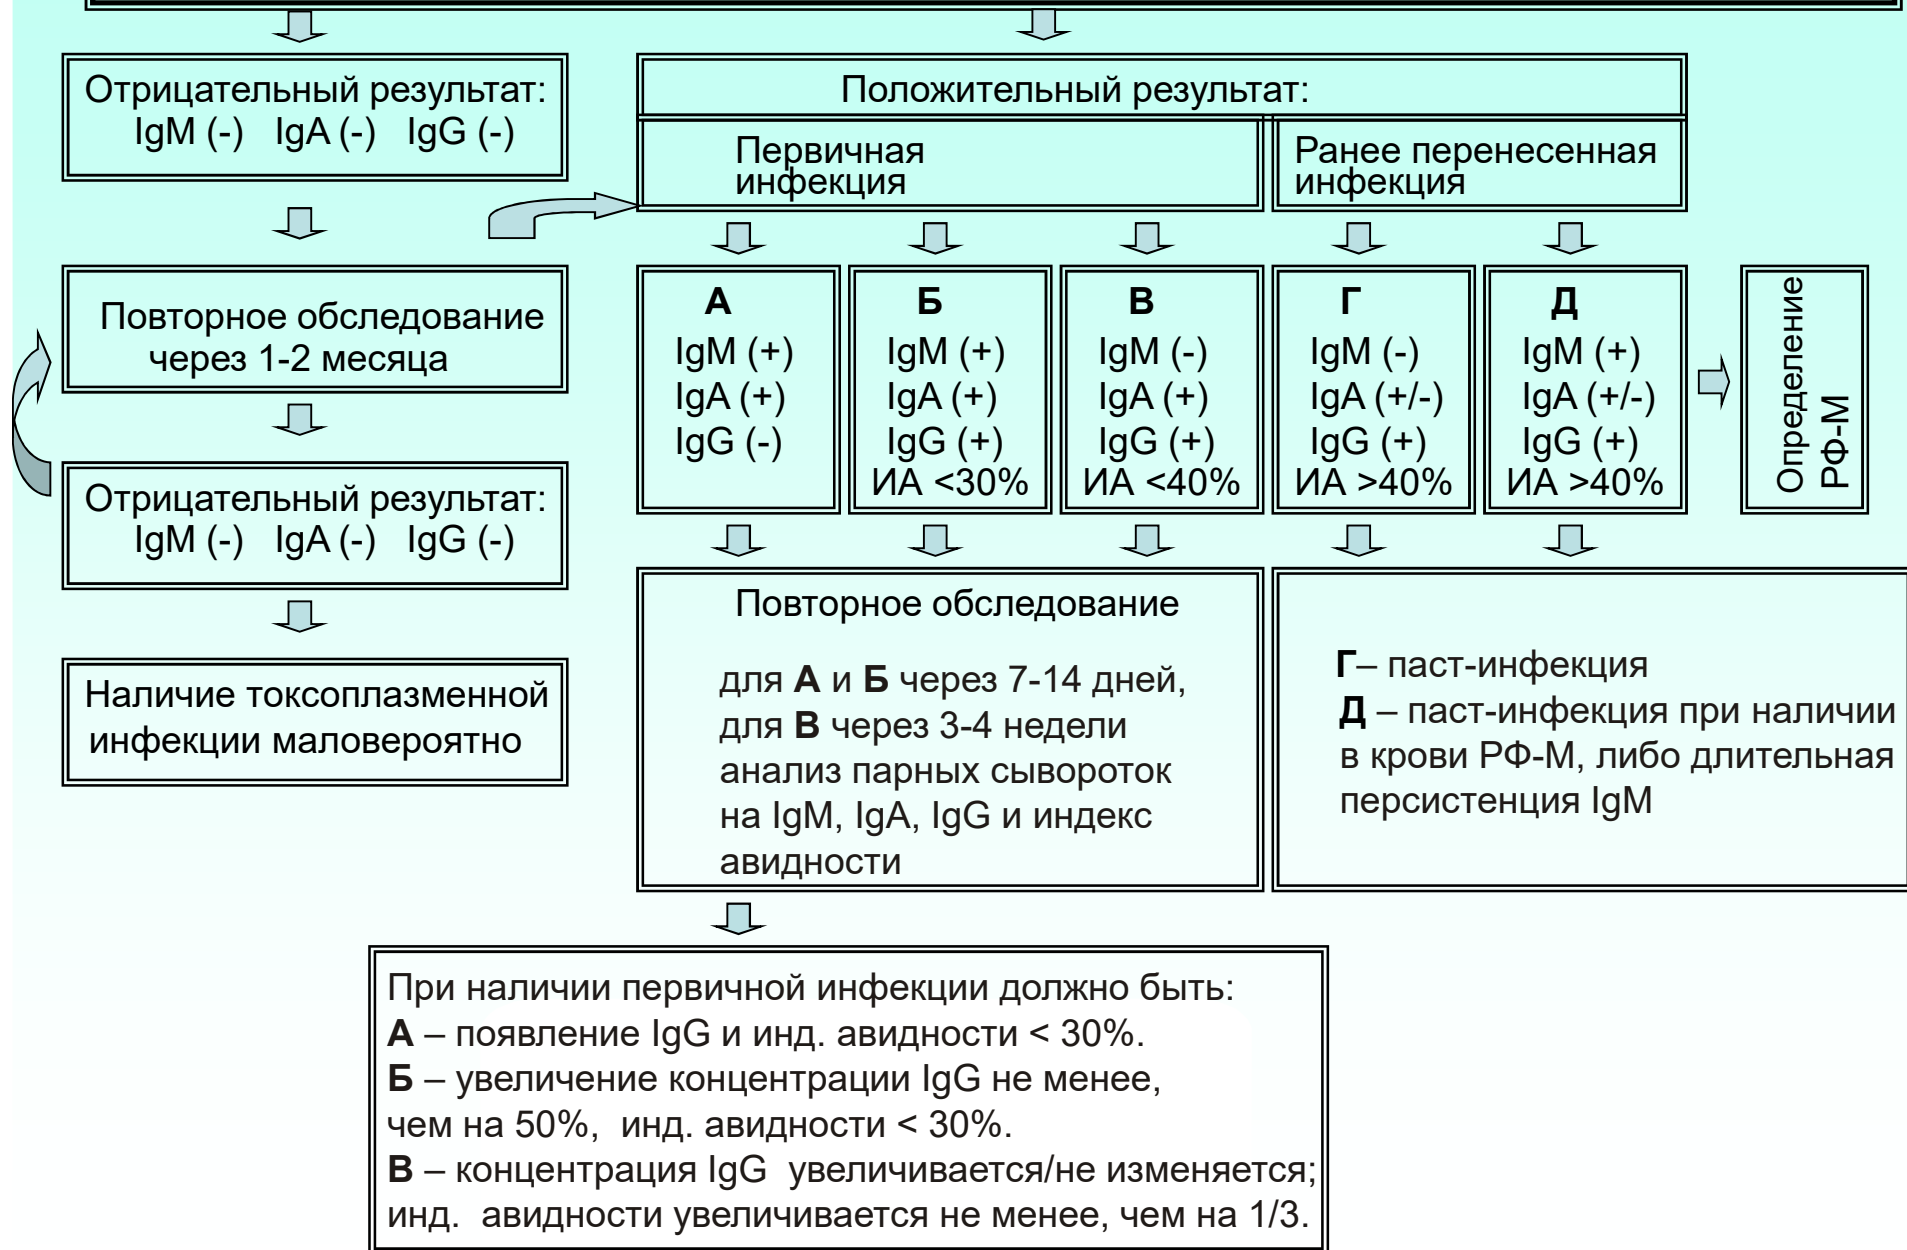 Отрицательный результат:
IgM (-) IgA (-) IgG (-)
Повторное обследование
через 1-2 месяца
Отрицательный результат:
IgM (-) IgA (-) IgG (-)
Наличие токсоплазменной
инфекции маловероятно
Положительный результат:
Первичная
инфекция
Ранее перенесенная
инфекция
А
IgM (+)
IgA (+)
IgG (-)
Б
IgM (+)
IgA (+)
IgG (+)
ИА <30%
В
IgM (-)
IgA (+)
IgG (+)
ИА <40%
Г
IgM (-)
IgA (+/-)
IgG (+)
ИА >40%
Д
IgM (+)
IgA (+/-)
IgG (+)
ИА >40%
Определение
РФ-М
Повторное обследование
для А и Б через 7-14 дней,
для В через 3-4 недели
анализ парных сывороток
на IgM, IgA, IgG и индекс
авидности
Г– паст-инфекция
Д – паст-инфекция при наличии
в крови РФ-М, либо длительная
персистенция IgM
При наличии первичной инфекции должно быть:
А – появление IgG и инд. авидности < 30%.
Б – увеличение концентрации IgG не менее,
чем на 50%, инд. авидности < 30%.
В – концентрация IgG увеличивается/не изменяется;
инд. авидности увеличивается не менее, чем на 1/3.